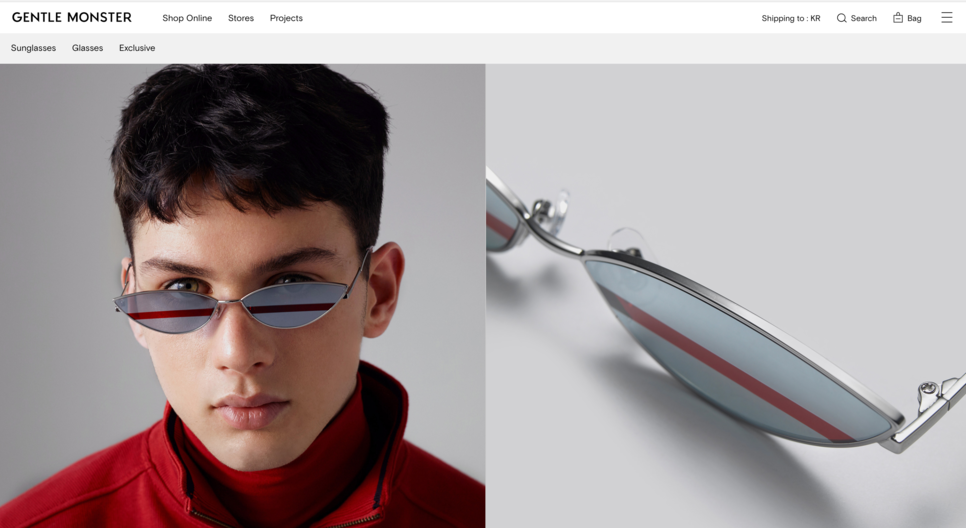 GENTLE MONSTER Shop Online Stores Projects Shipping to : KR Search Bag
Sunglasses Glasses Exclusive